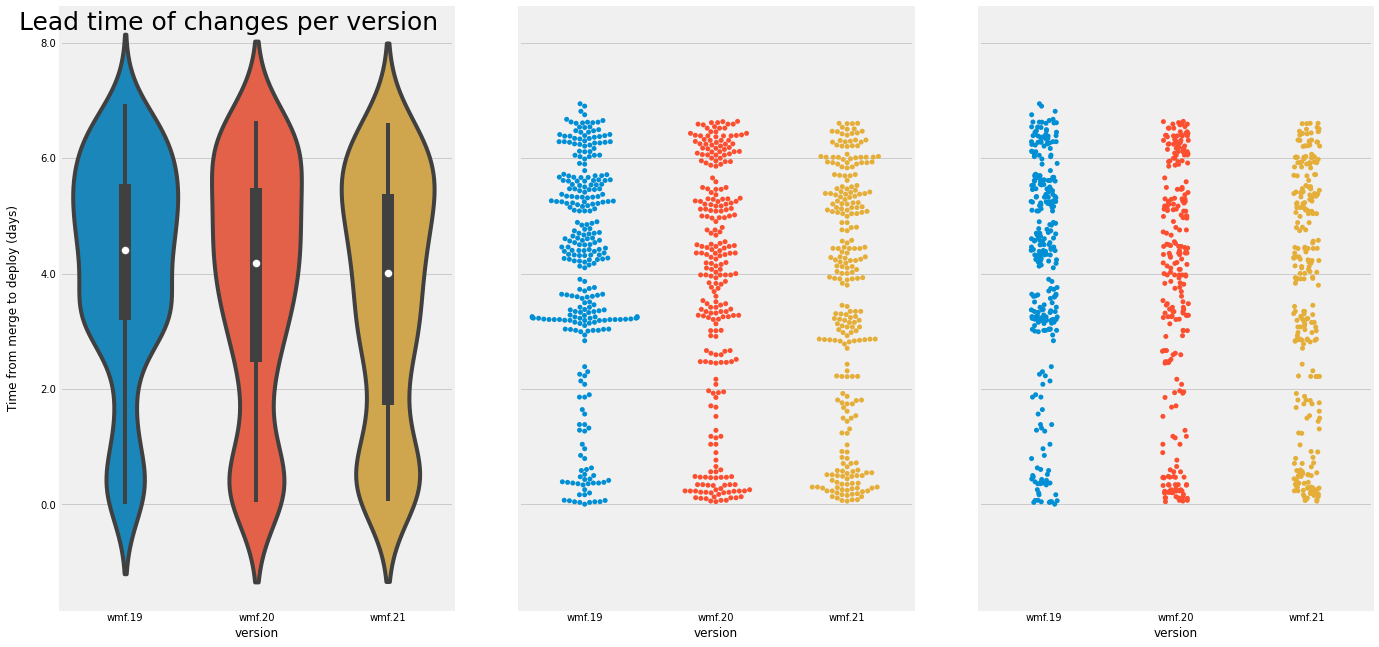 Lead time of changes per version
Time from merge to deploy (days)
8.0
6.0
4.0
2.0
0.0
wmf.19 wmf.20 wmf.21
version
wmf.19 wmf.20 wmf.21
version
wmf.19 wmf.20 wmf.21
version